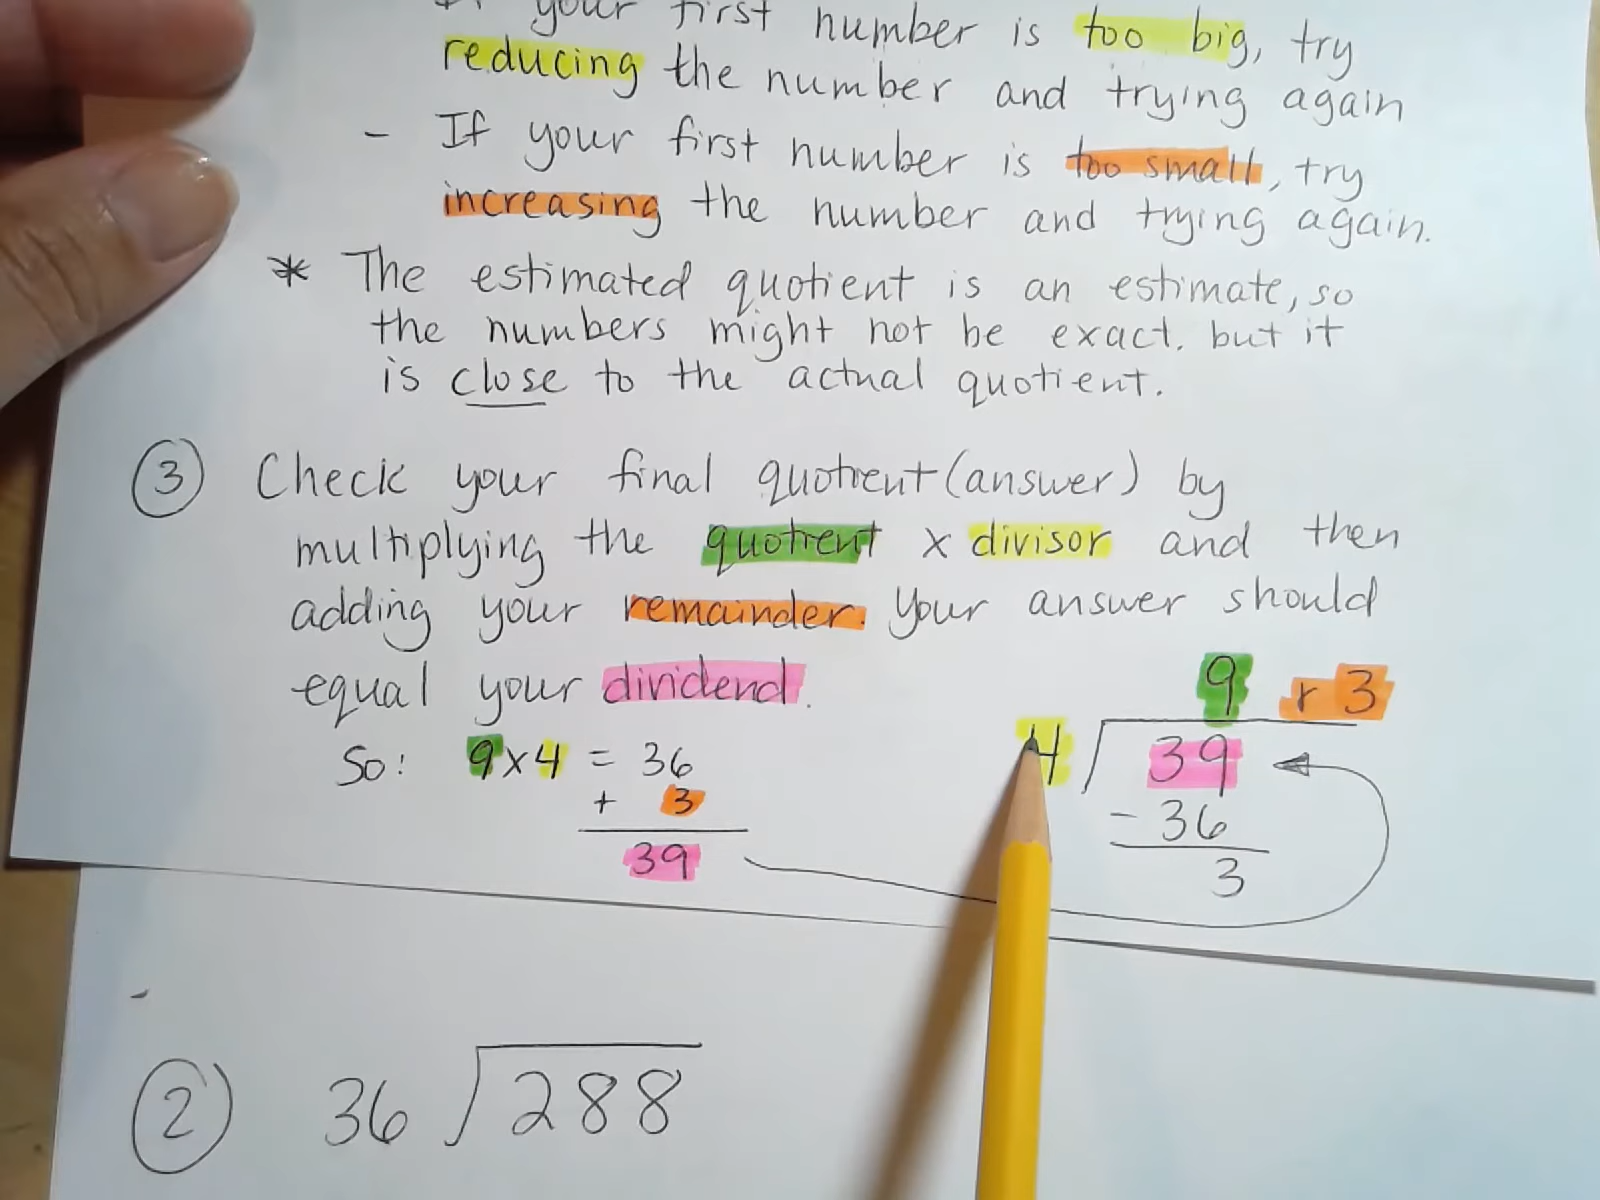 If your first number is too big, try
reducing the number and trying again
- If your first number is too small, try
increasing the number and trying again.
* The estimated quotient is an estimate, so
the numbers might not be exact, but it
is close to the actual quotient.
3 Check your final quotient (answer) by
multiplying the quotient x divisor and then
adding your remainder. Your answer should
equal your dividend.
So: 9 x 4 = 36
+ 3
39
9 r 3
4 39
- 36
3
2 36 288